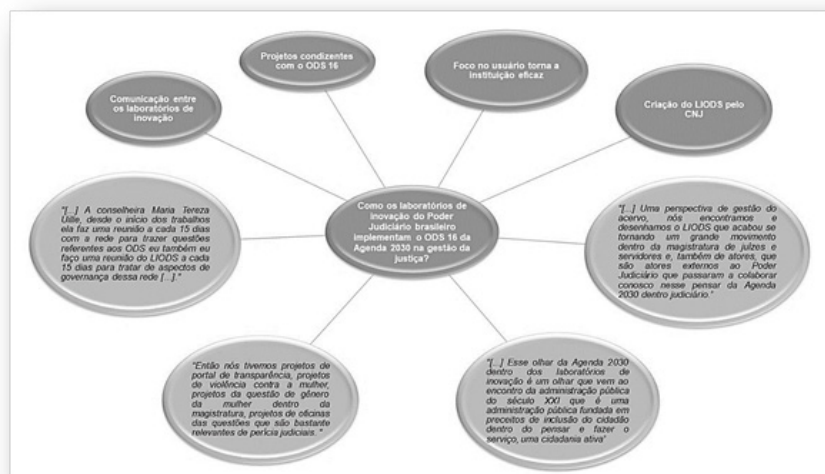 Projetos condizentes
com o ODS 16
Foco no usuário torna a
instituição eficaz
Comunicação entre
os laboratórios de
inovação
Criação do LIODS pelo
CNJ
Como os laboratórios de
inovação do Poder
Judiciário brasileiro
implementam o ODS 16 da
Agenda 2030 na gestão da
justiça?
"[...] A conselheira Maria Tereza
Uille, desde o início dos trabalhos
ela faz uma reunião a cada 15 dias
com a rede para trazer questões
referentes aos ODS eu também eu
faço uma reunião do LIODS a cada
15 dias para tratar de aspectos de
governança dessa rede [...]."
"[...] Uma perspectiva de gestão do
acervo, nós encontramos e
desenhamos o LIODS que acabou se
tornando um grande movimento
dentro da magistratura de juízes e
servidores e, também de atores, que
são atores externos ao Poder
Judiciário que passaram a colaborar
conosco nesse pensar da Agenda
2030 dentro judiciário."
"Então nós tivemos projetos de
portal de transparência, projetos
de violência contra a mulher,
projetos da questão de gênero
da mulher dentro da
magistratura, projetos de oficinas
das questões que são bastante
relevantes de perícia judiciais. "
"[...] Esse olhar da Agenda 2030
dentro dos laboratórios de
inovação é um olhar que vem ao
encontro da administração pública
do século XXI que é uma
administração pública fundada em
preceitos de inclusão do cidadão
dentro do pensar e fazer o
serviço, uma cidadania ativa"